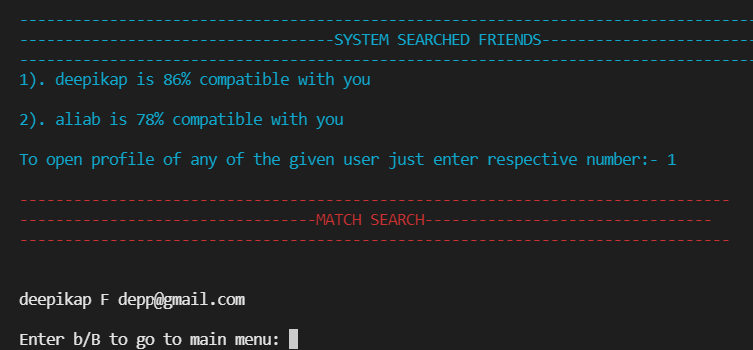 ---------------------------------------------------------------------------------
-----------------------------------SYSTEM SEARCHED FRIENDS------------------------
---------------------------------------------------------------------------------
1). deepikap is 86% compatible with you
2). aliab is 78% compatible with you
To open profile of any of the given user just enter respective number:- 1
-------------------------------------------------------------------------------
---------------------------------MATCH SEARCH--------------------------------
-------------------------------------------------------------------------------
deepikap F depp@gmail.com
Enter b/B to go to main menu: